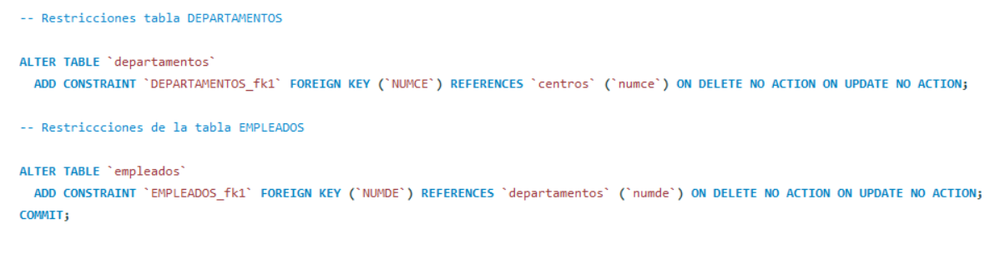 -- Restricciones tabla DEPARTAMENTOS
ALTER TABLE `departamentos`
ADD CONSTRAINT `DEPARTAMENTOS_fk1` FOREIGN KEY (`NUMCE`) REFERENCES `centros` (`numce`) ON DELETE NO ACTION ON UPDATE NO ACTION;
-- Restriccciones de la tabla EMPLEADOS
ALTER TABLE `empleados`
ADD CONSTRAINT `EMPLEADOS_fk1` FOREIGN KEY (`NUMDE`) REFERENCES `departamentos` (`numde`) ON DELETE NO ACTION ON UPDATE NO ACTION;
COMMIT;